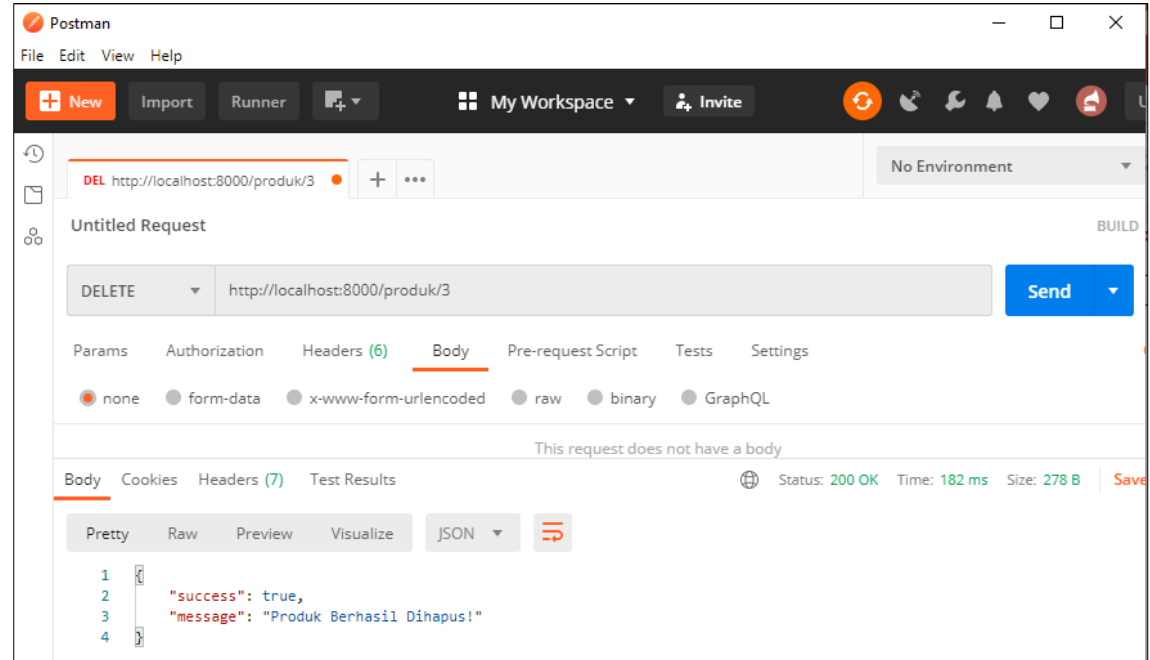 Postman
File Edit View Help
New Import Runner My Workspace Invite
DEL http://localhost:8000/produk/3 No Environment
Untitled Request BUILD
DELETE http://localhost:8000/produk/3 Send
Params Authorization Headers (6) Body Pre-request Script Tests Settings
none form-data x-www-form-urlencoded raw binary GraphQL
This request does not have a body
Body Cookies Headers (7) Test Results Status: 200 OK Time: 182 ms Size: 278 B Save
Pretty Raw Preview Visualize JSON
1 {
2 "success": true,
3 "message": "Produk Berhasil Dihapus!"
4 }